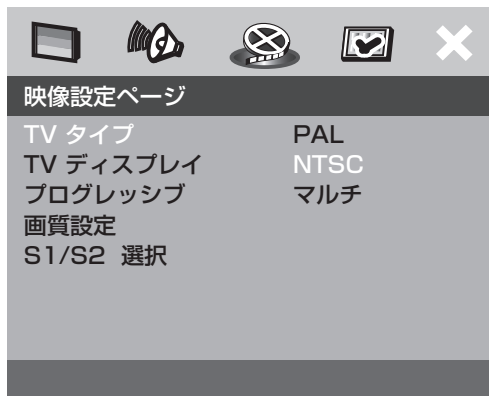 映像設定ページ
TV タイプ PAL
TV ディスプレイ NTSC
プログレッシブ マルチ
画質設定
S1/S2 選択